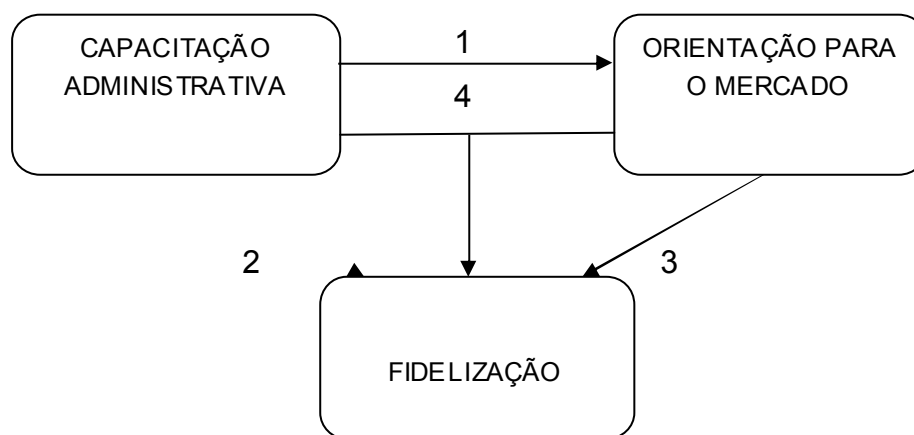 CAPACITAÇÃO
ADMINISTRATIVA
1
ORIENTAÇÃO PARA
O MERCADO
4
2
3
FIDELIZAÇÃO